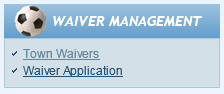 WAIVER MANAGEMENT
Town Waivers
Waiver Application